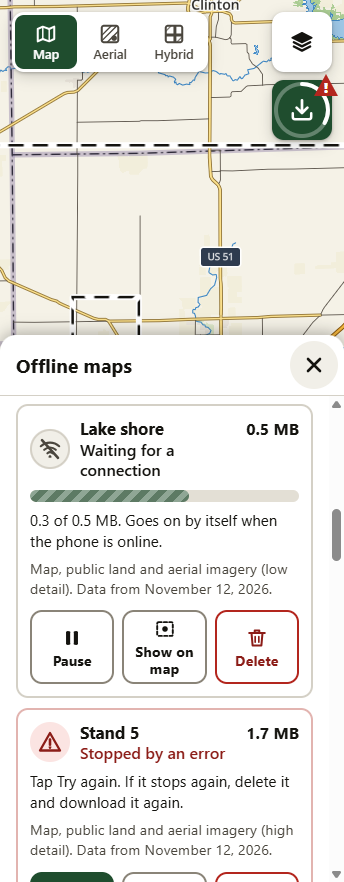 Clinton
Map
Aerial
Hybrid
US 51
Offline maps
Lake shore
0.5 MB
Waiting for a
connection
0.3 of 0.5 MB. Goes on by itself when
the phone is online.
Map, public land and aerial imagery (low
detail). Data from November 12, 2026.
Pause
Show on
map
Delete
Stand 5
1.7 MB
Stopped by an error
Tap Try again. If it stops again, delete it
and download it again.
Map, public land and aerial imagery (high
detail). Data from November 12, 2026.